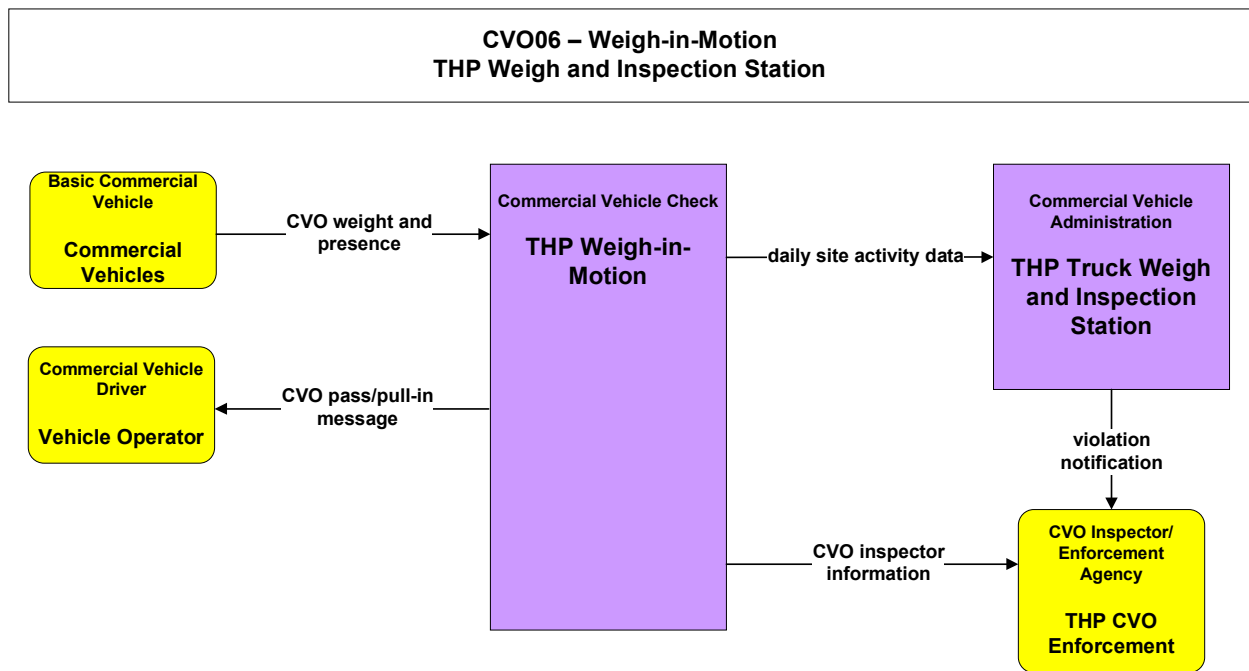 CVO06 – Weigh-in-Motion
THP Weigh and Inspection Station
Basic Commercial
Vehicle
Commercial
Vehicles
CVO weight and
presence
Commercial Vehicle Check
THP Weigh-in-
Motion
daily site activity data
Commercial Vehicle
Administration
THP Truck Weigh
and Inspection
Station
Commercial Vehicle
Driver
Vehicle Operator
CVO pass/pull-in
message
violation
notification
CVO inspector
information
CVO Inspector/
Enforcement
Agency
THP CVO
Enforcement